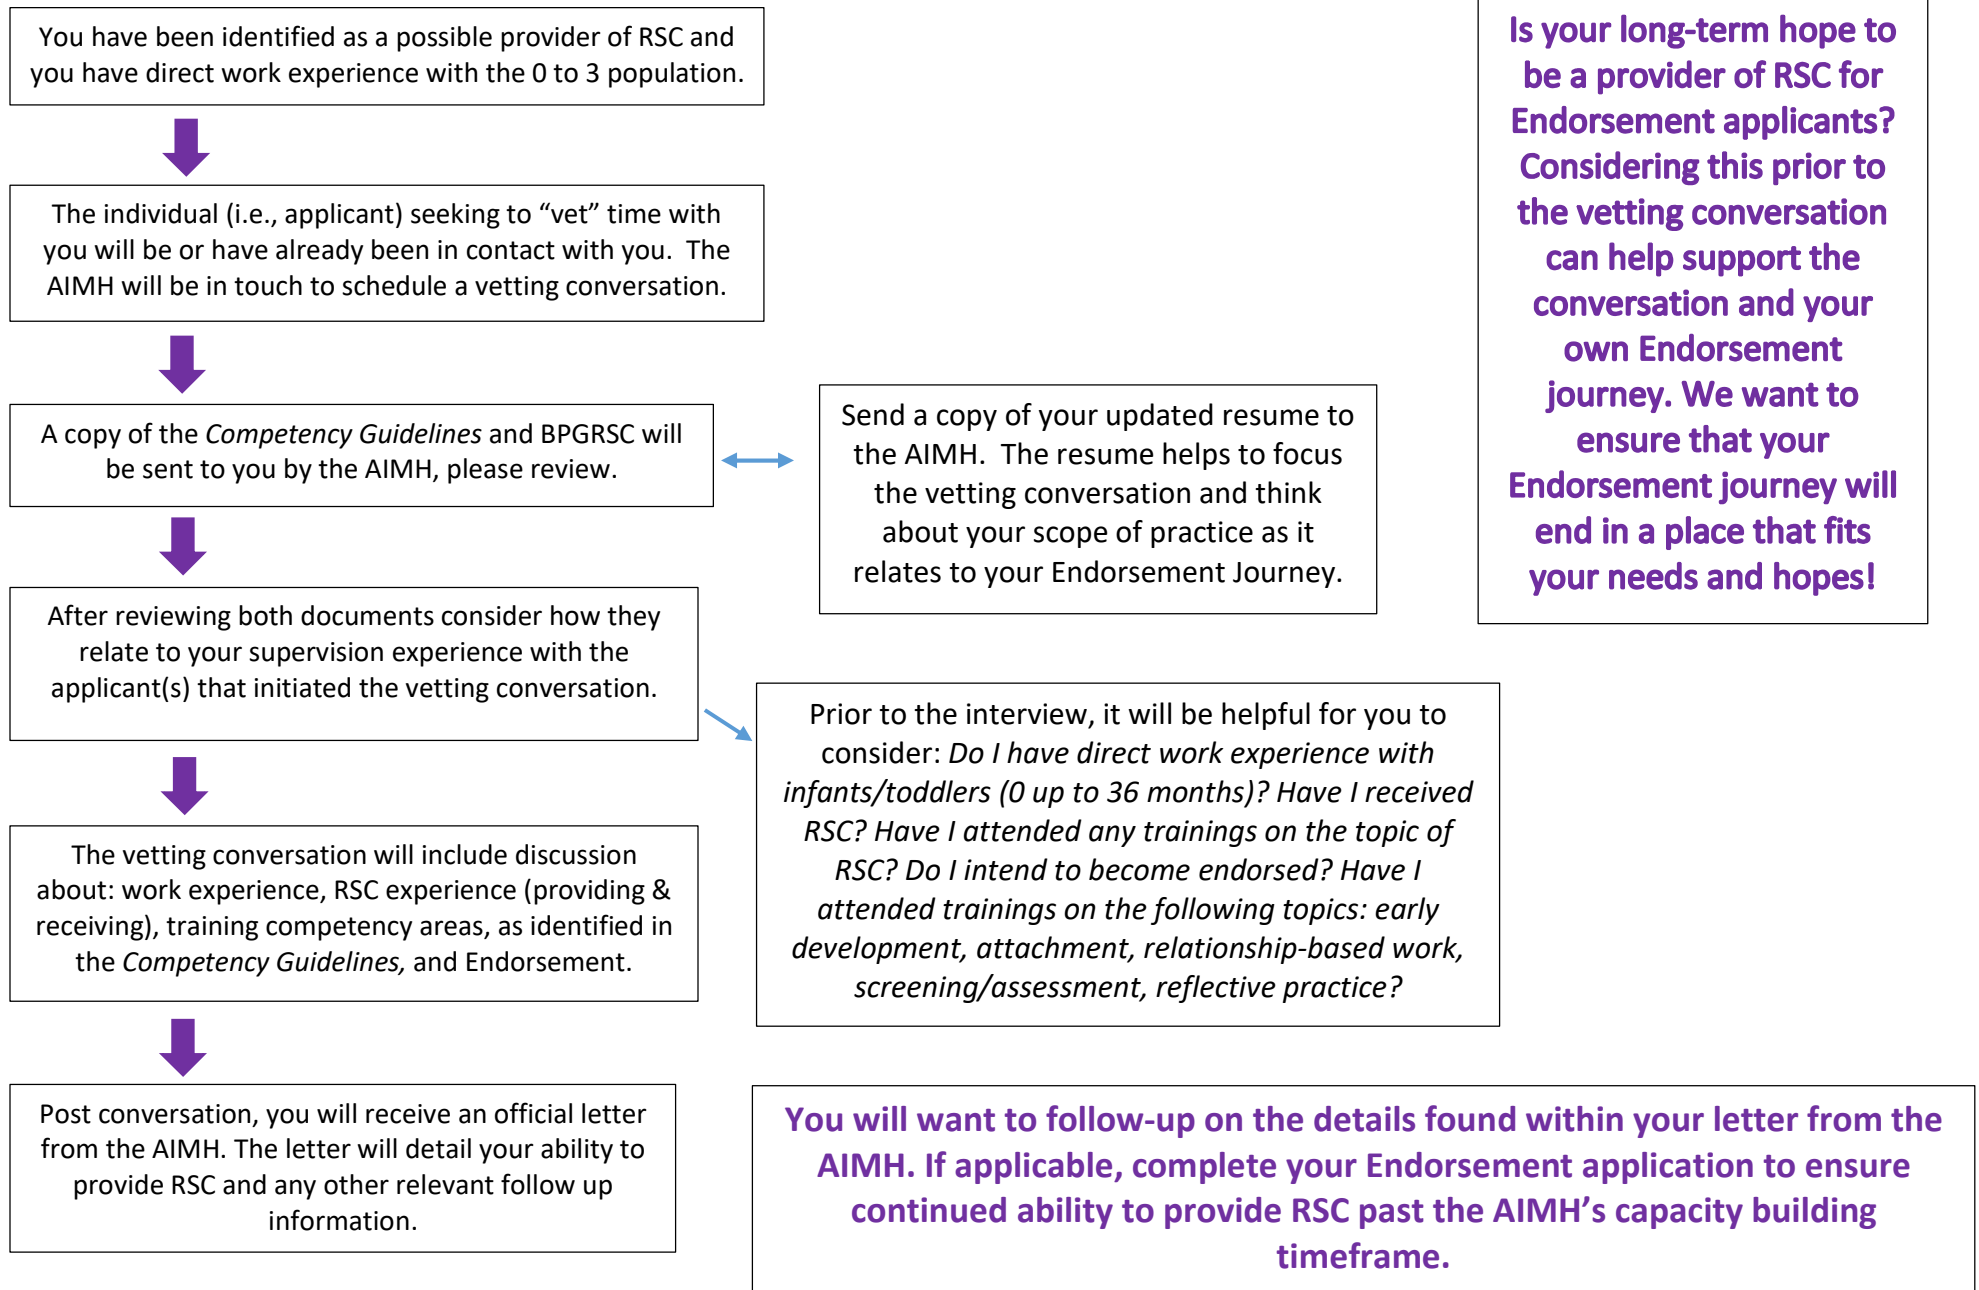 You have been identified as a possible provider of RSC and
you have direct work experience with the 0 to 3 population.
The individual (i.e., applicant) seeking to “vet” time with
you will be or have already been in contact with you.  The
AIMH will be in touch to schedule a vetting conversation.
A copy of the Competency Guidelines and BPGRSC will
be sent to you by the AIMH, please review.
Send a copy of your updated resume to
the AIMH.  The resume helps to focus
the vetting conversation and think
about your scope of practice as it
relates to your Endorsement Journey.
After reviewing both documents consider how they
relate to your supervision experience with the
applicant(s) that initiated the vetting conversation.
Prior to the interview, it will be helpful for you to
consider: Do I have direct work experience with
infants/toddlers (0 up to 36 months)? Have I received
RSC? Have I attended any trainings on the topic of
RSC? Do I intend to become endorsed? Have I
attended trainings on the following topics: early
development, attachment, relationship-based work,
screening/assessment, reflective practice?
The vetting conversation will include discussion
about: work experience, RSC experience (providing &
receiving), training competency areas, as identified in
the Competency Guidelines, and Endorsement.
Post conversation, you will receive an official letter
from the AIMH. The letter will detail your ability to
provide RSC and any other relevant follow up
information.
Is your long-term hope to
be a provider of RSC for
Endorsement applicants?
Considering this prior to
the vetting conversation
can help support the
conversation and your
own Endorsement
journey. We want to
ensure that your
Endorsement journey will
end in a place that fits
your needs and hopes!
You will want to follow-up on the details found within your letter from the
AIMH. If applicable, complete your Endorsement application to ensure
continued ability to provide RSC past the AIMH’s capacity building
timeframe.